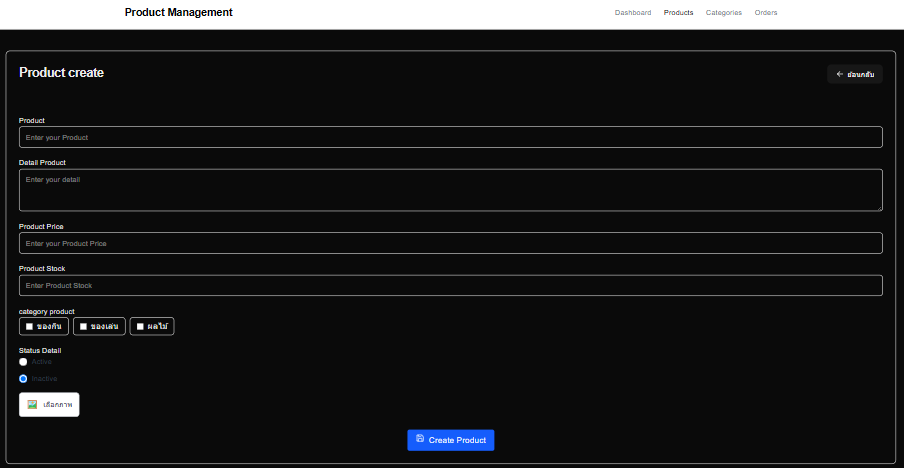 Product Management
Dashboard Products Categories Orders
Product create
ย้อนกลับ
Product
Enter your Product
Detail Product
Enter your detail
Product Price
Enter your Product Price
Product Stock
Enter Product Stock
category product
ของกิน ของเล่น ผลไม้
Status Detail
Active
Inactive
เลือกภาพ
Create Product